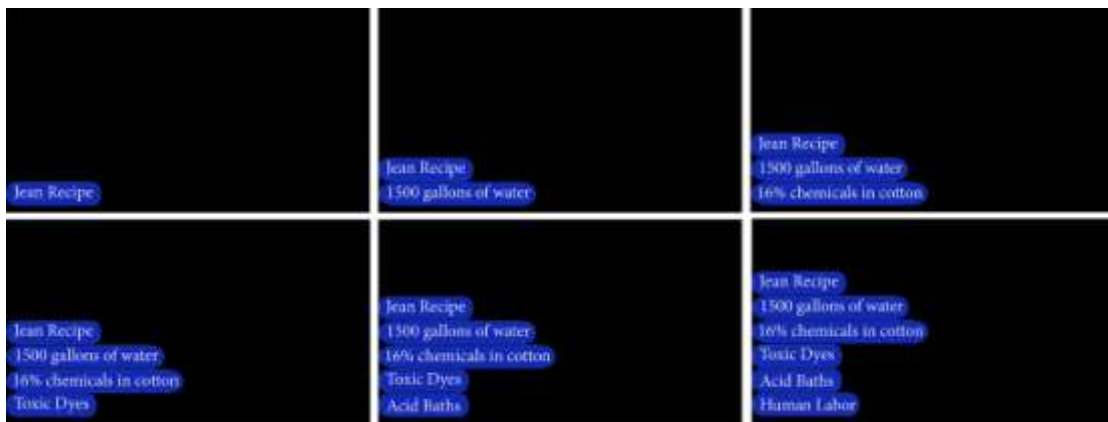 Jean Recipe
Jean Recipe
1500 gallons of water
Jean Recipe
1500 gallons of water
16% chemicals in cotton
Jean Recipe
1500 gallons of water
16% chemicals in cotton
Toxic Dyes
Jean Recipe
1500 gallons of water
16% chemicals in cotton
Toxic Dyes
Acid Baths
Jean Recipe
1500 gallons of water
16% chemicals in cotton
Toxic Dyes
Acid Baths
Human Labor